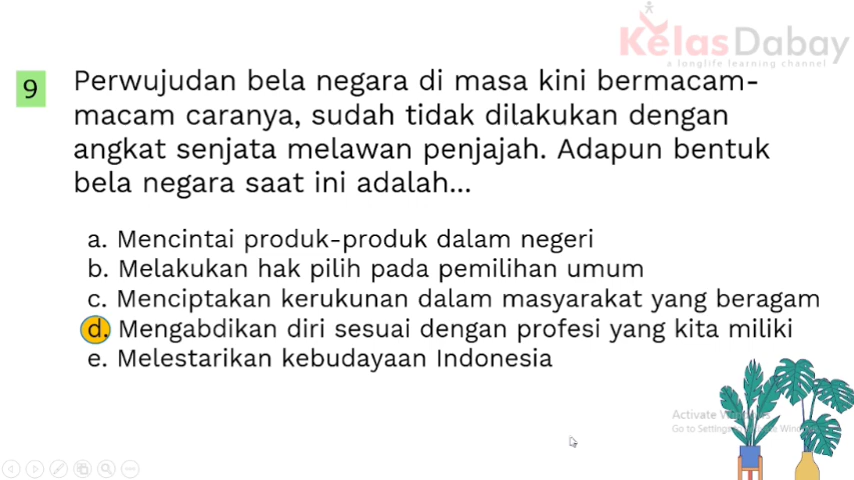 KelasDabay
a longlife learning channel
9
Perwujudan bela negara di masa kini bermacam-
macam caranya, sudah tidak dilakukan dengan
angkat senjata melawan penjajah. Adapun bentuk
bela negara saat ini adalah...
a. Mencintai produk-produk dalam negeri
b. Melakukan hak pilih pada pemilihan umum
c. Menciptakan kerukunan dalam masyarakat yang beragam
d. Mengabdikan diri sesuai dengan profesi yang kita miliki
e. Melestarikan kebudayaan Indonesia
Activate
Go to Settings